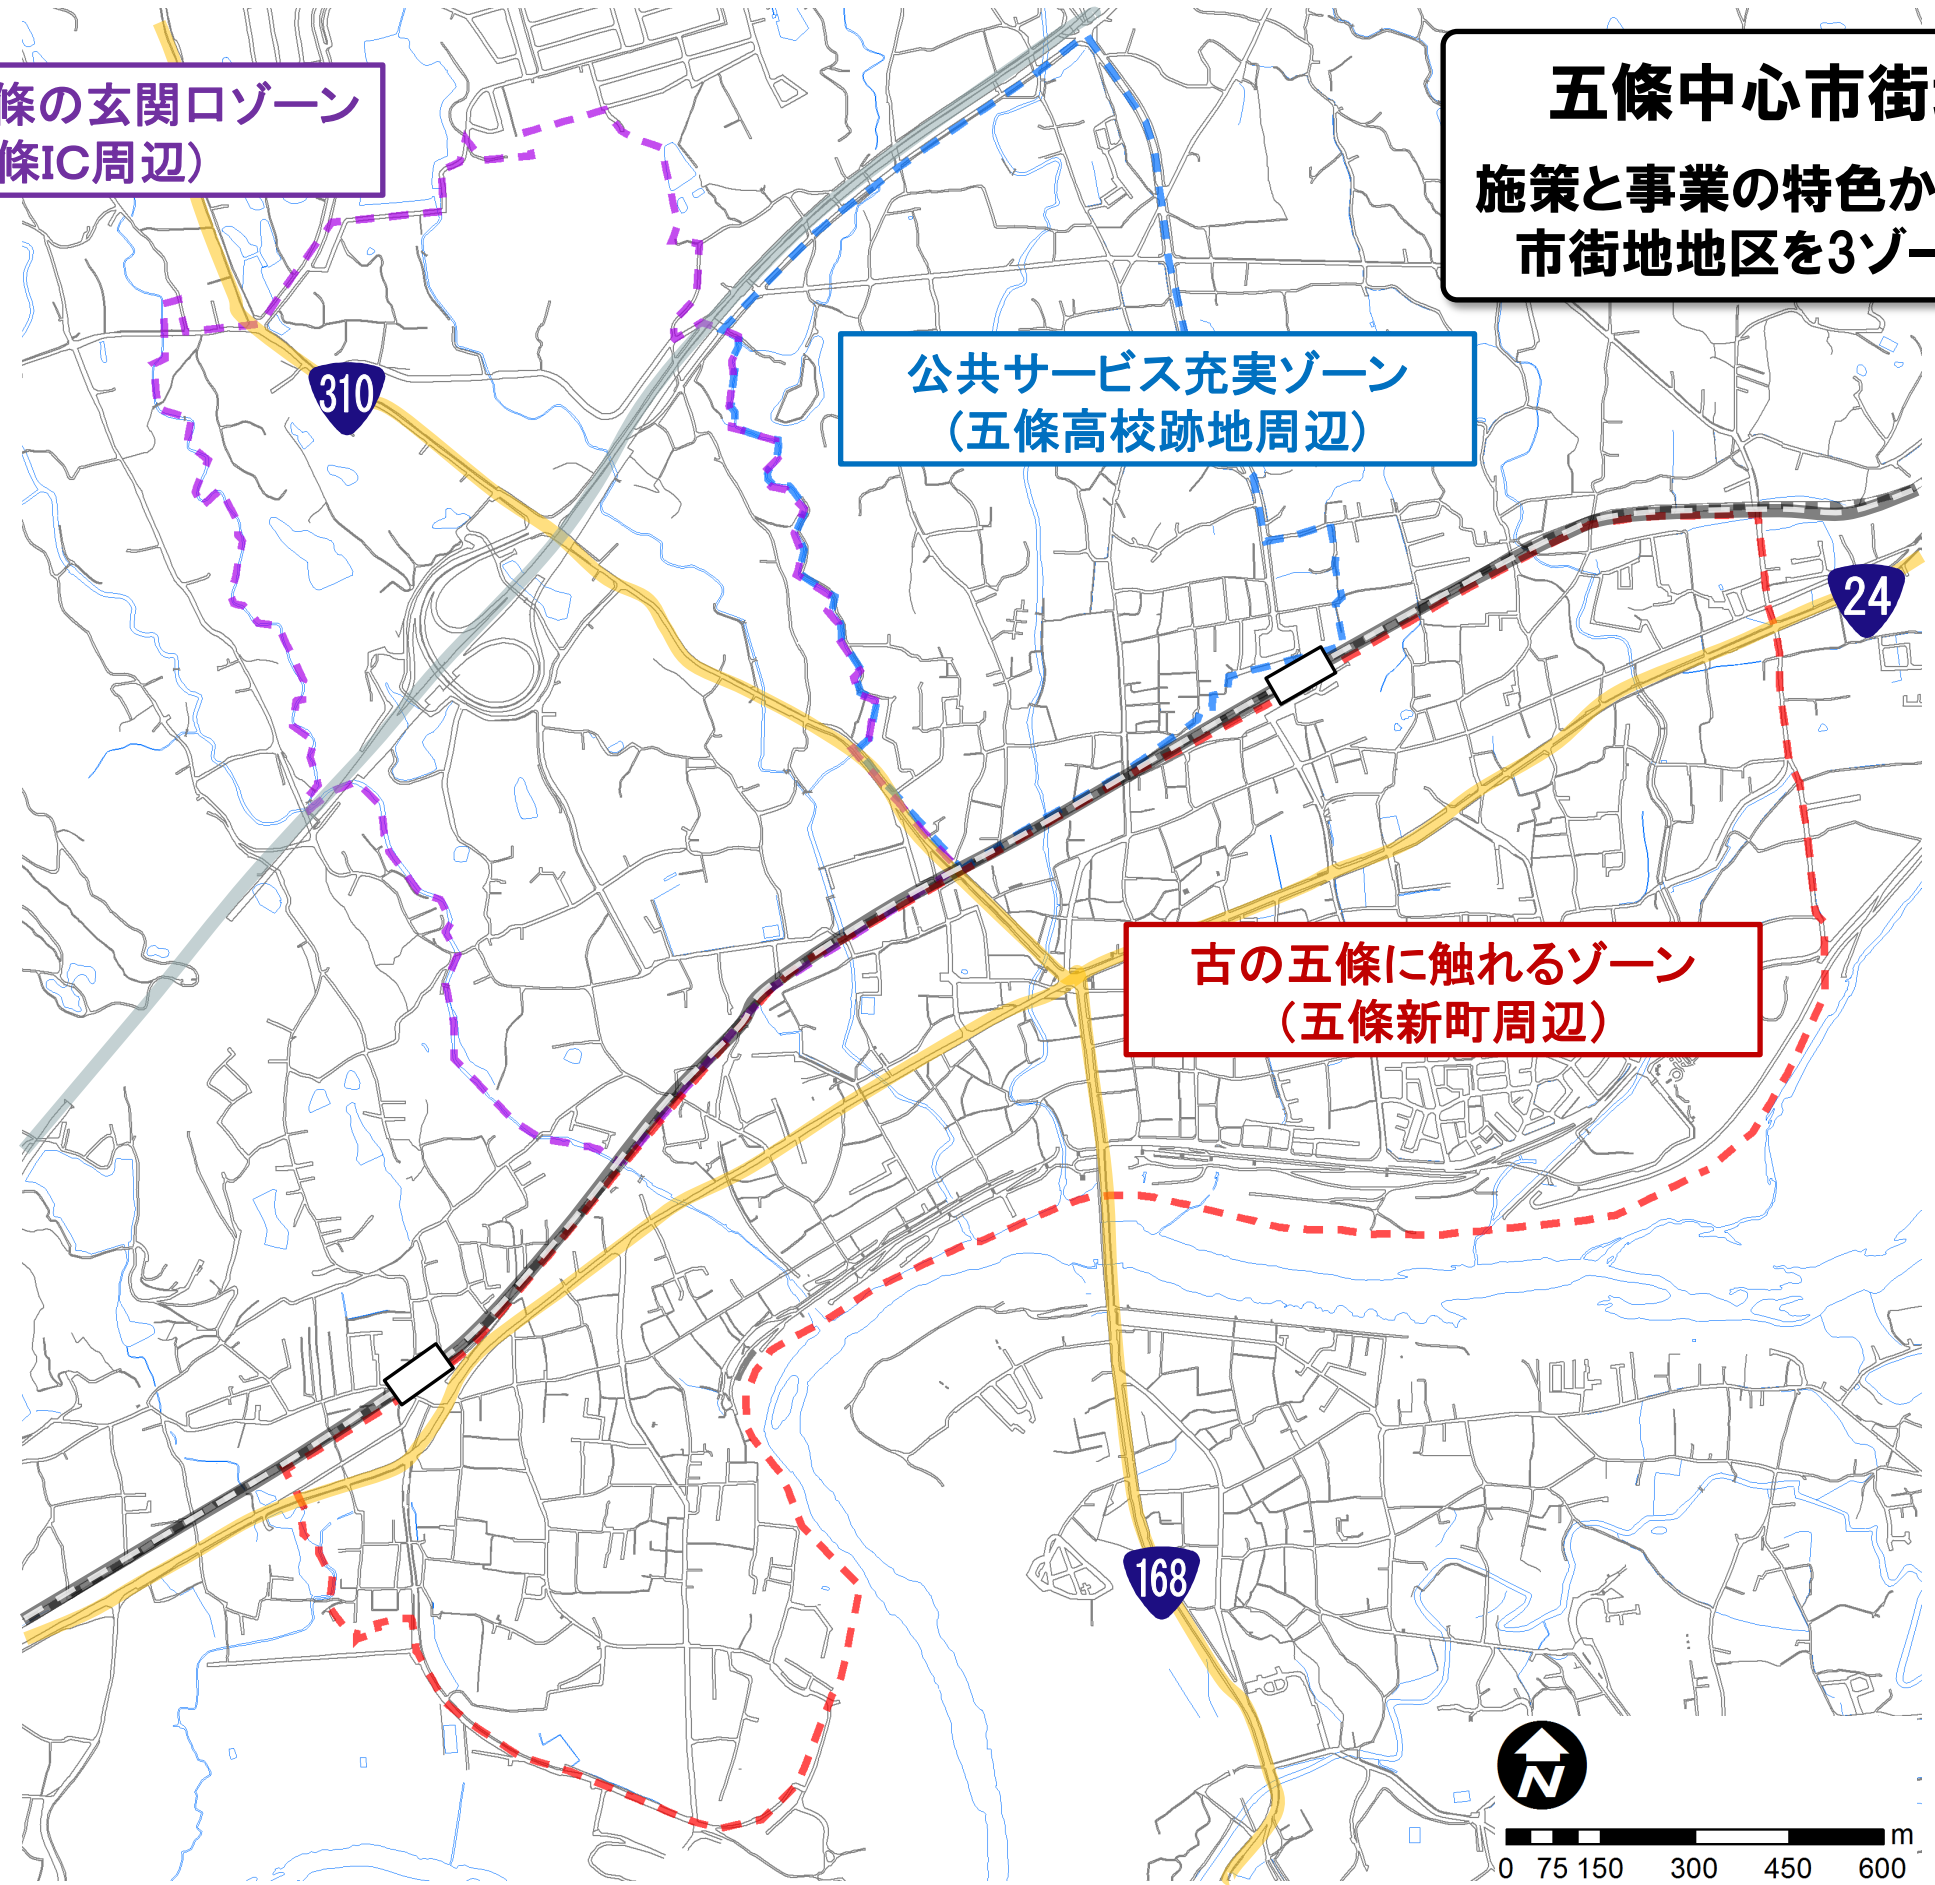 條の玄関口ゾーン
條IC周辺）
五條中心市街
施策と事業の特色か
市街地地区を3ゾー
310
公共サービス充実ゾーン
（五條高校跡地周辺）
24
古の五條に触れるゾーン
（五條新町周辺）
168
N
m
0 75 150 300 450 600